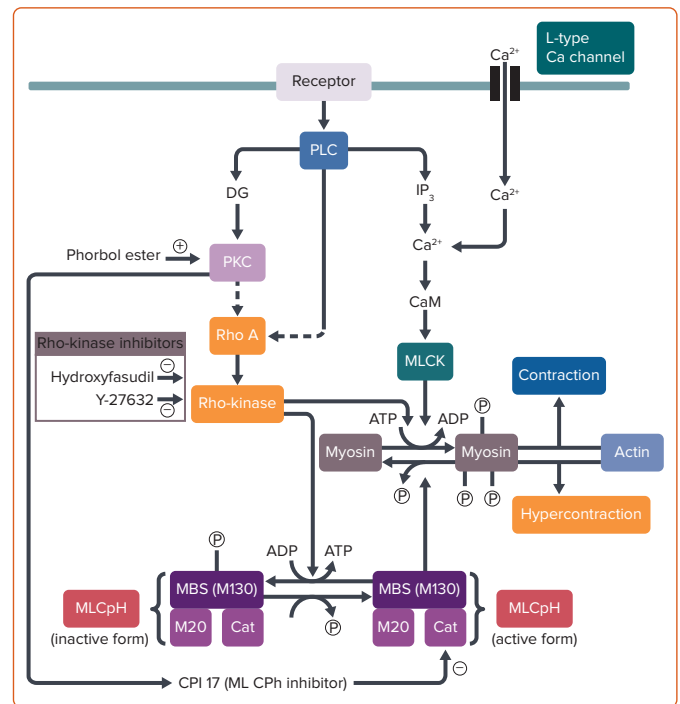 L-type
Ca channel
Ca²⁺
Receptor
PLC
DG
IP₃
Ca²⁺
Phorbol ester
⊕
PKC
Ca²⁺
CaM
Rho A
MLCK
Rho-kinase inhibitors
Hydroxyfasudil
⊖
Y-27632
⊖
Rho-kinase
Contraction
ATP
ADP
Ⓟ
Myosin
Myosin
Actin
Ⓟ
Ⓟ
Ⓟ
Hypercontraction
Ⓟ
ADP
ATP
MBS (M130)
MBS (M130)
MLCpH
(inactive form)
M20
Cat
Ⓟ
M20
Cat
MLCpH
(active form)
CPI 17 (ML CPh inhibitor)
⊖